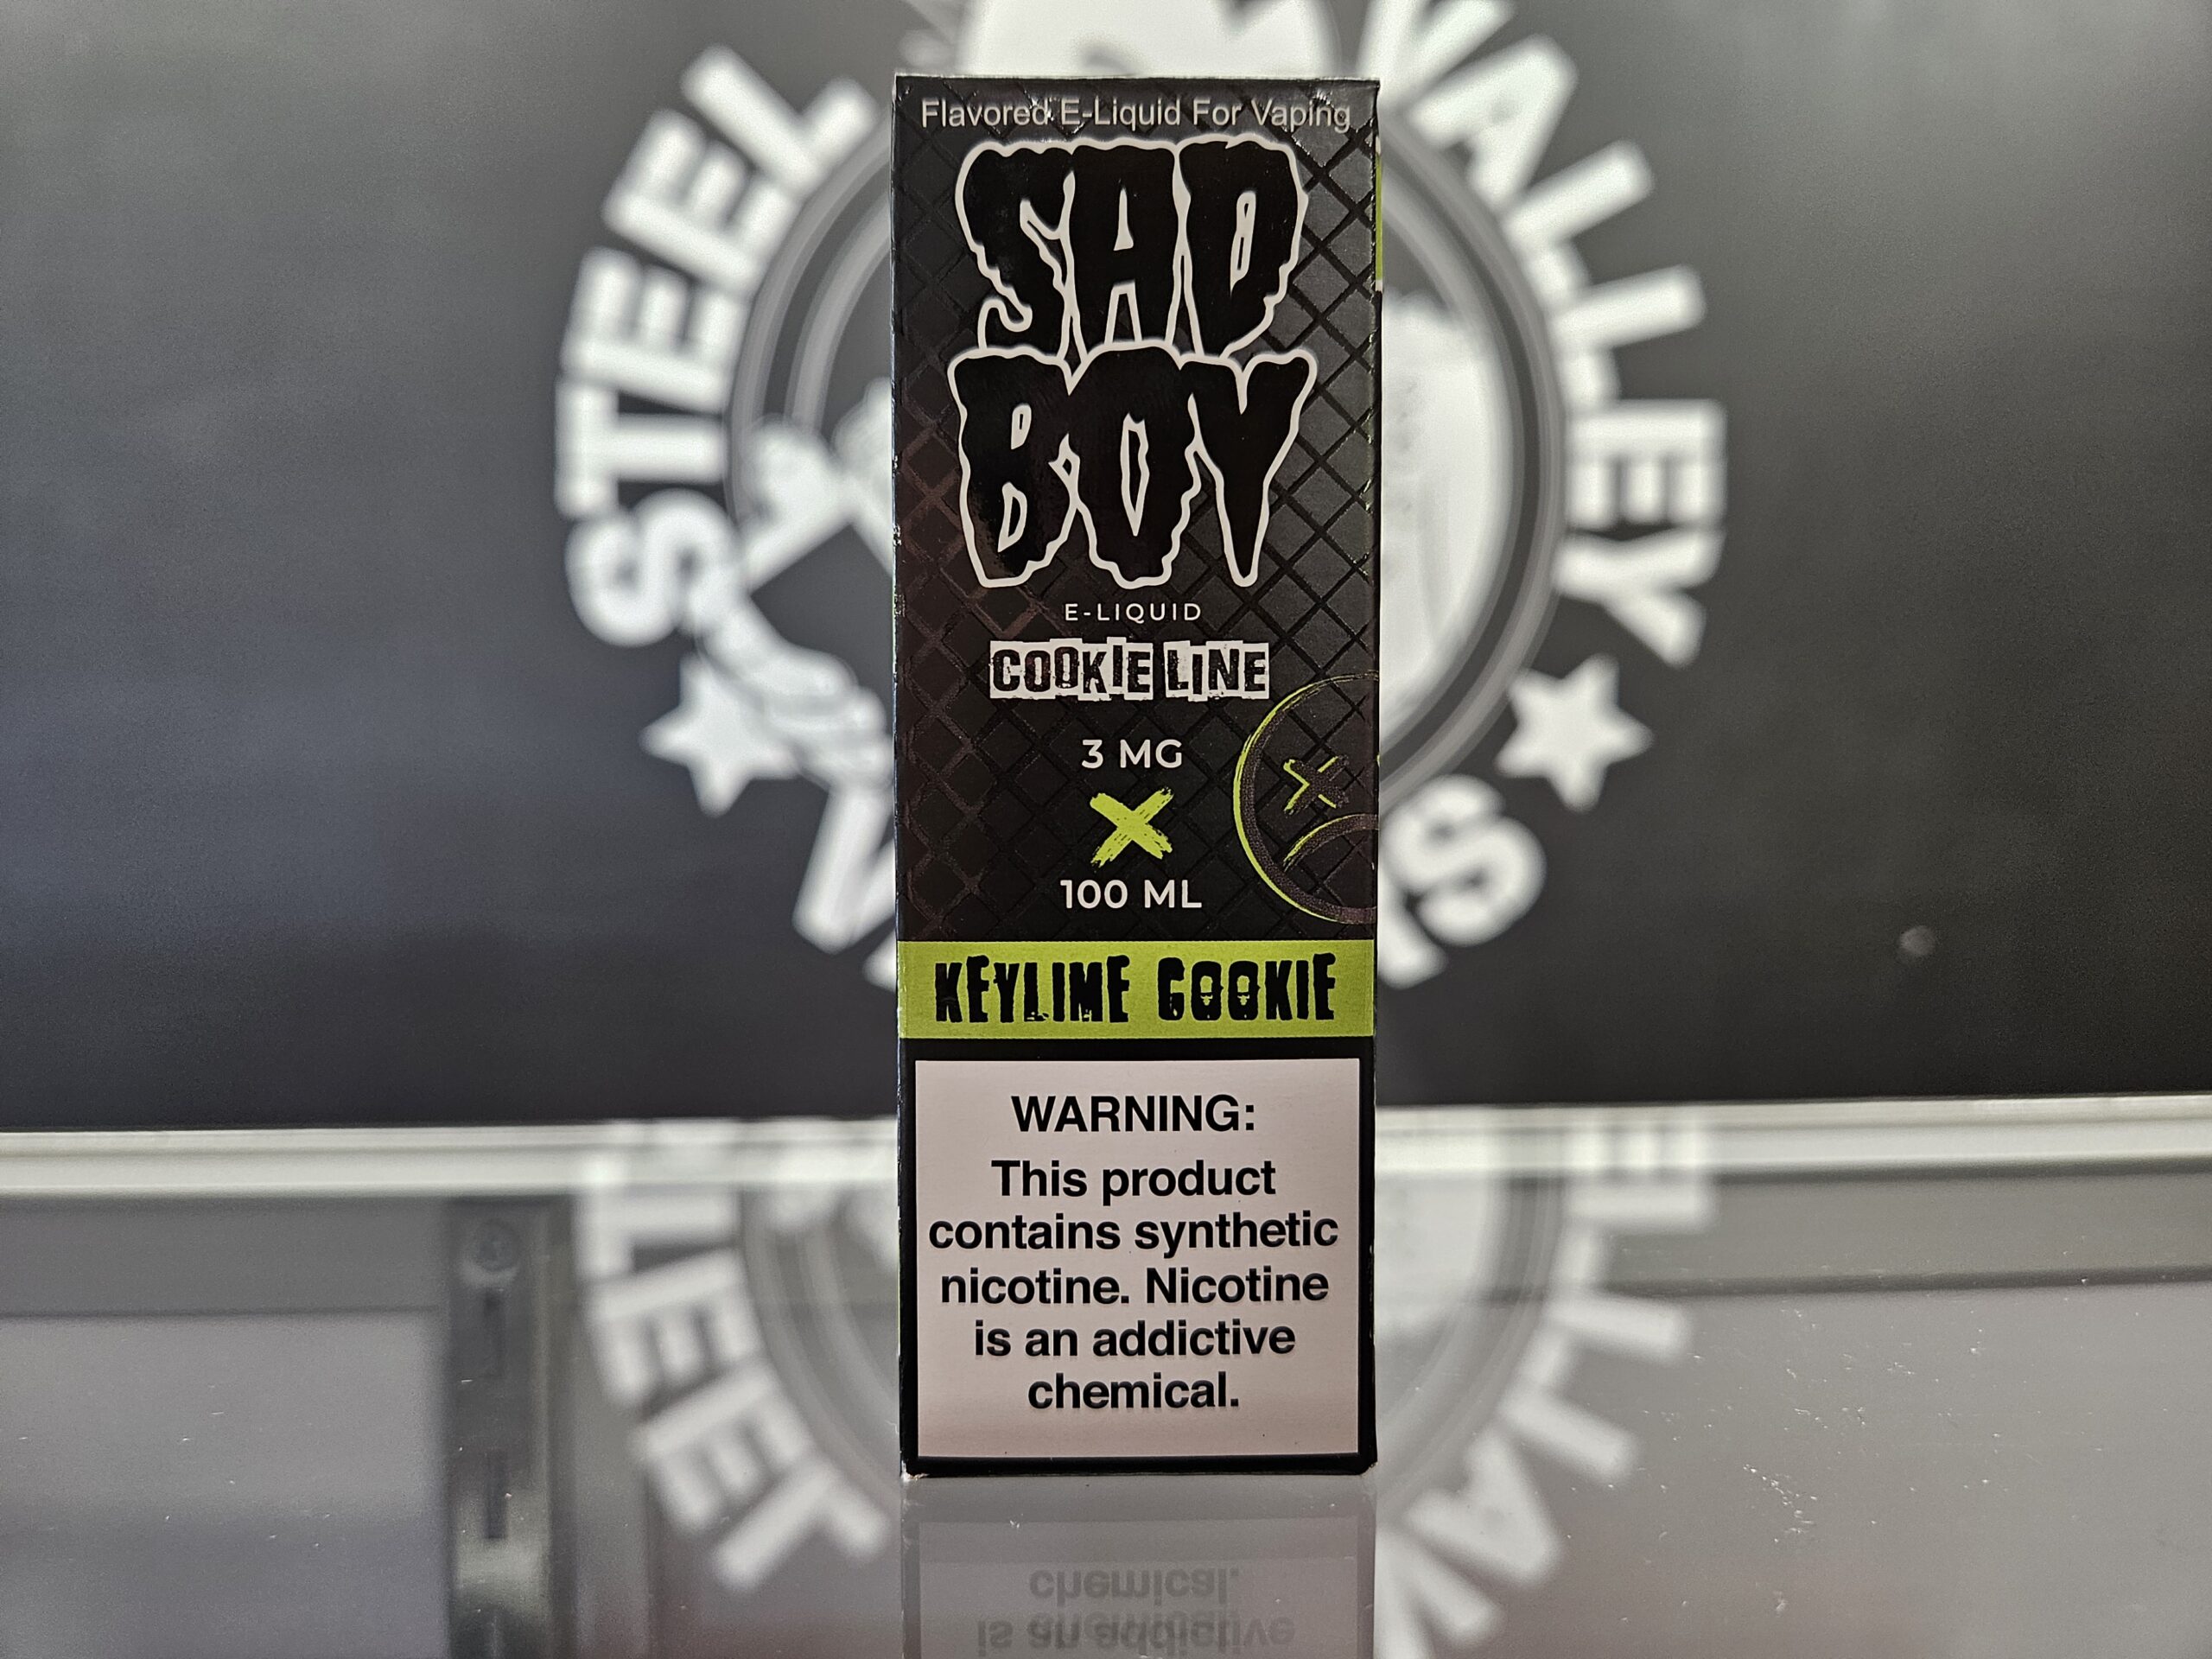 Flavored E-Liquid For Vaping
SAD
BOY
E-LIQUID
COOKIE LINE
3 MG
X
100 ML
KEYLIME COOKIE
WARNING:
This product
contains synthetic
nicotine. Nicotine
is an addictive
chemical.
STEEL VALLEY